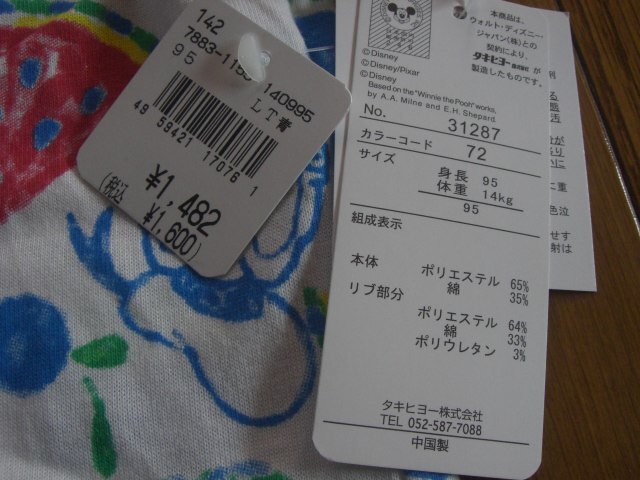 142
7883-1153 140995
95 LT青
4959421 17076 1
¥1,482
(税込 ¥1,600)
©Disney
©Disney/Pixar
©Disney
Based on the "Winnie the Pooh" works,
by A.A. Milne and E.H. Shepard.
No. 31287
カラーコード 72
サイズ
身長 95
体重 14kg
95
組成表示
本体 ポリエステル 65%
綿 35%
リブ部分
ポリエステル 64%
綿 33%
ポリウレタン 3%
タキヒヨー株式会社
TEL 052-587-7088
中国製
本商品は、
ウォルト・ディズニー
ジャパン(株)との
契約により、
タキヒヨー株式会社が
製造したものです。